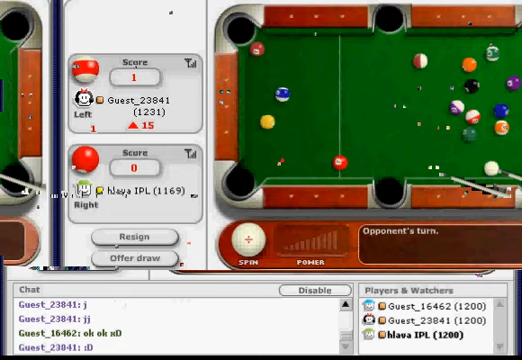 Score
1
Guest_23841
(1231)
Left
1
15
Score
0
hlava IPL (1169)
Right
Resign
Offer draw
SPIN
POWER
Opponent's turn.
Chat
Disable
Guest_23841: j
Guest_23841: jj
Guest_16462: ok ok xD
Guest_23841: :D
Players & Watchers
Guest_16462 (1200)
Guest_23841 (1200)
hlava IPL (1200)